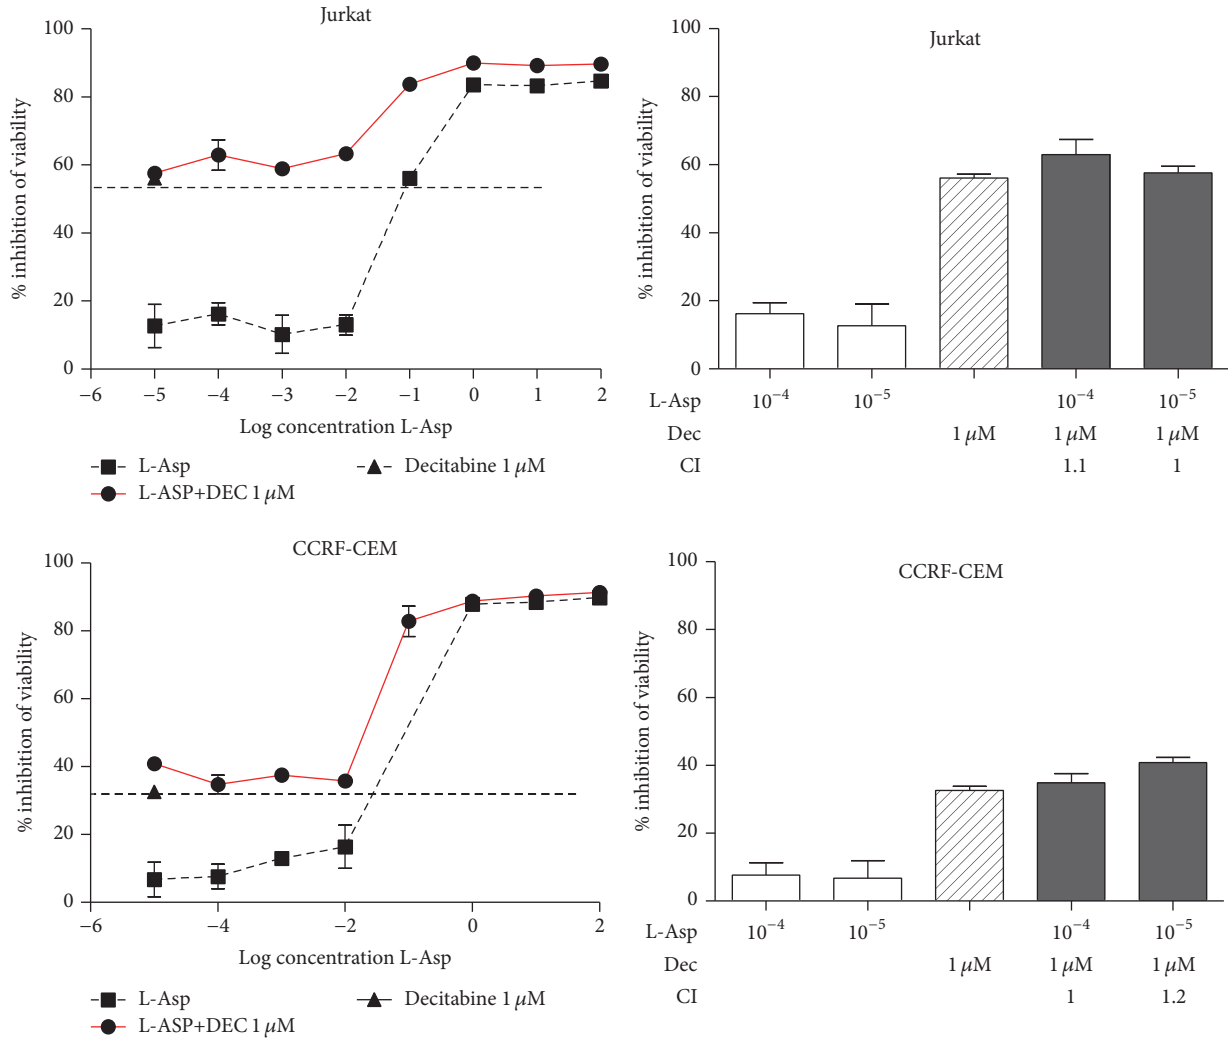 Jurkat
100
80
60
40
20
0
% inhibition of viability
−6 −5 −4 −3 −2 −1 0 1 2
Log concentration L-Asp
L-Asp
Decitabine 1 μM
L-ASP+DEC 1 μM
Jurkat
100
80
60
40
20
0
% inhibition of viability
L-Asp 10⁻⁴ 10⁻⁵ 10⁻⁴ 10⁻⁵
Dec 1 μM 1 μM 1 μM
CI 1.1 1
CCRF-CEM
100
80
60
40
20
0
% inhibition of viability
−6 −4 −2 0 2
Log concentration L-Asp
L-Asp
Decitabine 1 μM
L-ASP+DEC 1 μM
CCRF-CEM
100
80
60
40
20
0
% inhibition of viability
L-Asp 10⁻⁴ 10⁻⁵ 10⁻⁴ 10⁻⁵
Dec 1 μM 1 μM 1 μM
CI 1 1.2